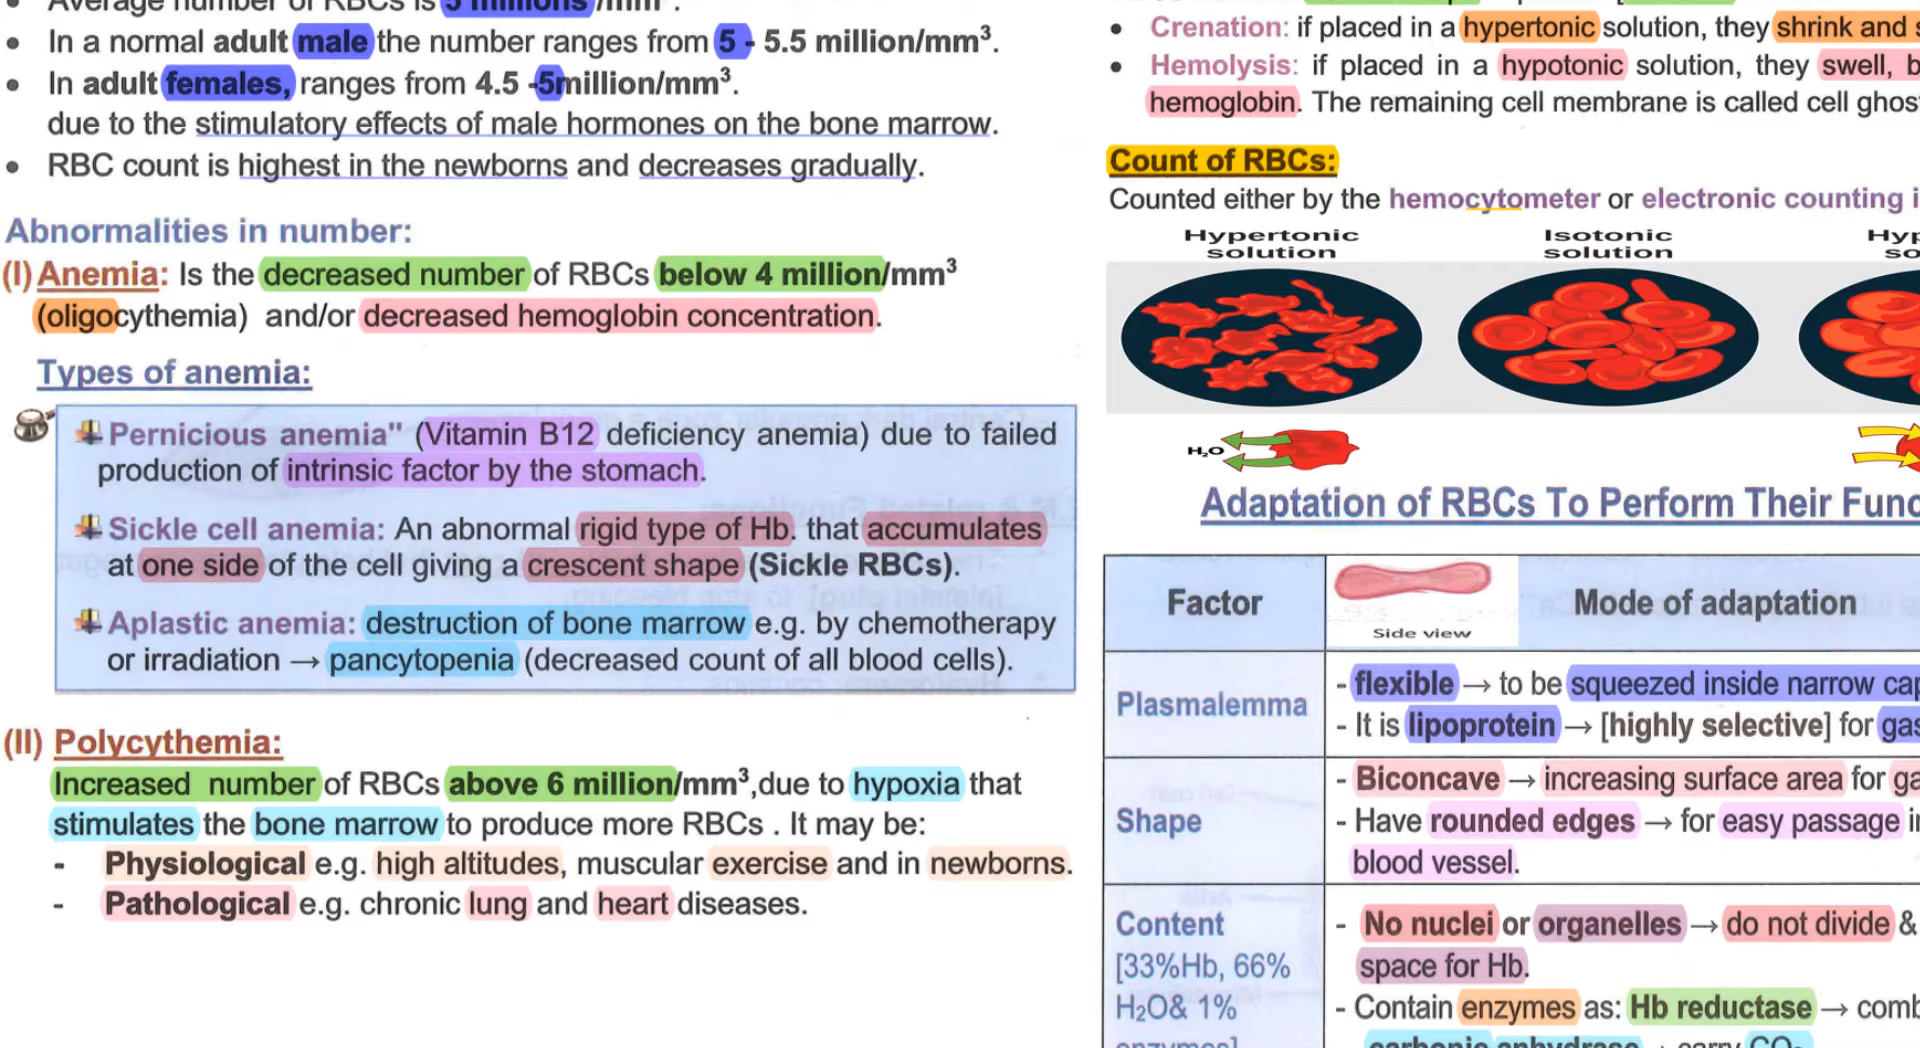 Average number of RBCs is 5 millions /mm³.
• In a normal adult male the number ranges from 5 - 5.5 million/mm³.
• In adult females, ranges from 4.5 -5million/mm³.
due to the stimulatory effects of male hormones on the bone marrow.
• RBC count is highest in the newborns and decreases gradually.
Abnormalities in number:
(I) Anemia: Is the decreased number of RBCs below 4 million/mm³
(oligocythemia) and/or decreased hemoglobin concentration.
Types of anemia:
Pernicious anemia" (Vitamin B12 deficiency anemia) due to failed
production of intrinsic factor by the stomach.
Sickle cell anemia: An abnormal rigid type of Hb. that accumulates
at one side of the cell giving a crescent shape (Sickle RBCs).
Aplastic anemia: destruction of bone marrow e.g. by chemotherapy
or irradiation → pancytopenia (decreased count of all blood cells).
(II) Polycythemia:
Increased number of RBCs above 6 million/mm³,due to hypoxia that
stimulates the bone marrow to produce more RBCs . It may be:
- Physiological e.g. high altitudes, muscular exercise and in newborns.
- Pathological e.g. chronic lung and heart diseases.
• Crenation: if placed in a hypertonic solution, they shrink and
• Hemolysis: if placed in a hypotonic solution, they swell,
hemoglobin. The remaining cell membrane is called cell
Count of RBCs:
Counted either by the hemocytometer or electronic counting
Hypertonic
solution
Isotonic
solution
H₂O
Adaptation of RBCs To Perform Their
Factor
Side view
Mode of adaptation
Plasmalemma
- flexible → to be squeezed inside narrow
- It is lipoprotein → [highly selective] for
Shape
- Biconcave → increasing surface area for
- Have rounded edges → for easy passage
blood vessel.
Content
[33%Hb, 66%
H₂O& 1%
enzymes]
- No nuclei or organelles → do not divide &
space for Hb.
- Contain enzymes as: Hb reductase →
carbonic anhydrase → carry CO₂